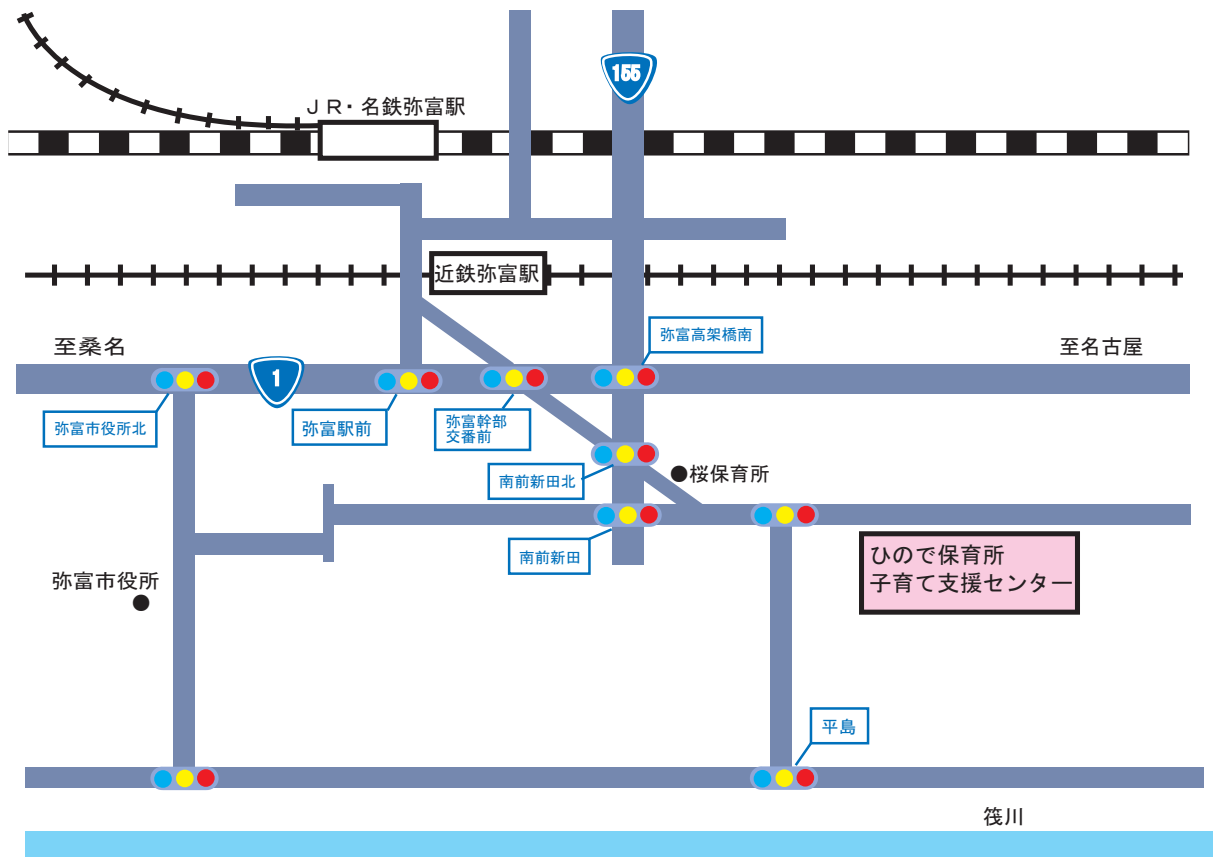 155
ＪＲ・名鉄弥富駅
近鉄弥富駅
弥富高架橋南
至桑名
至名古屋
1
弥富市役所北
弥富駅前
弥富幹部
交番前
南前新田北
桜保育所
南前新田
ひので保育所
子育て支援センター
弥富市役所
平島
筏川